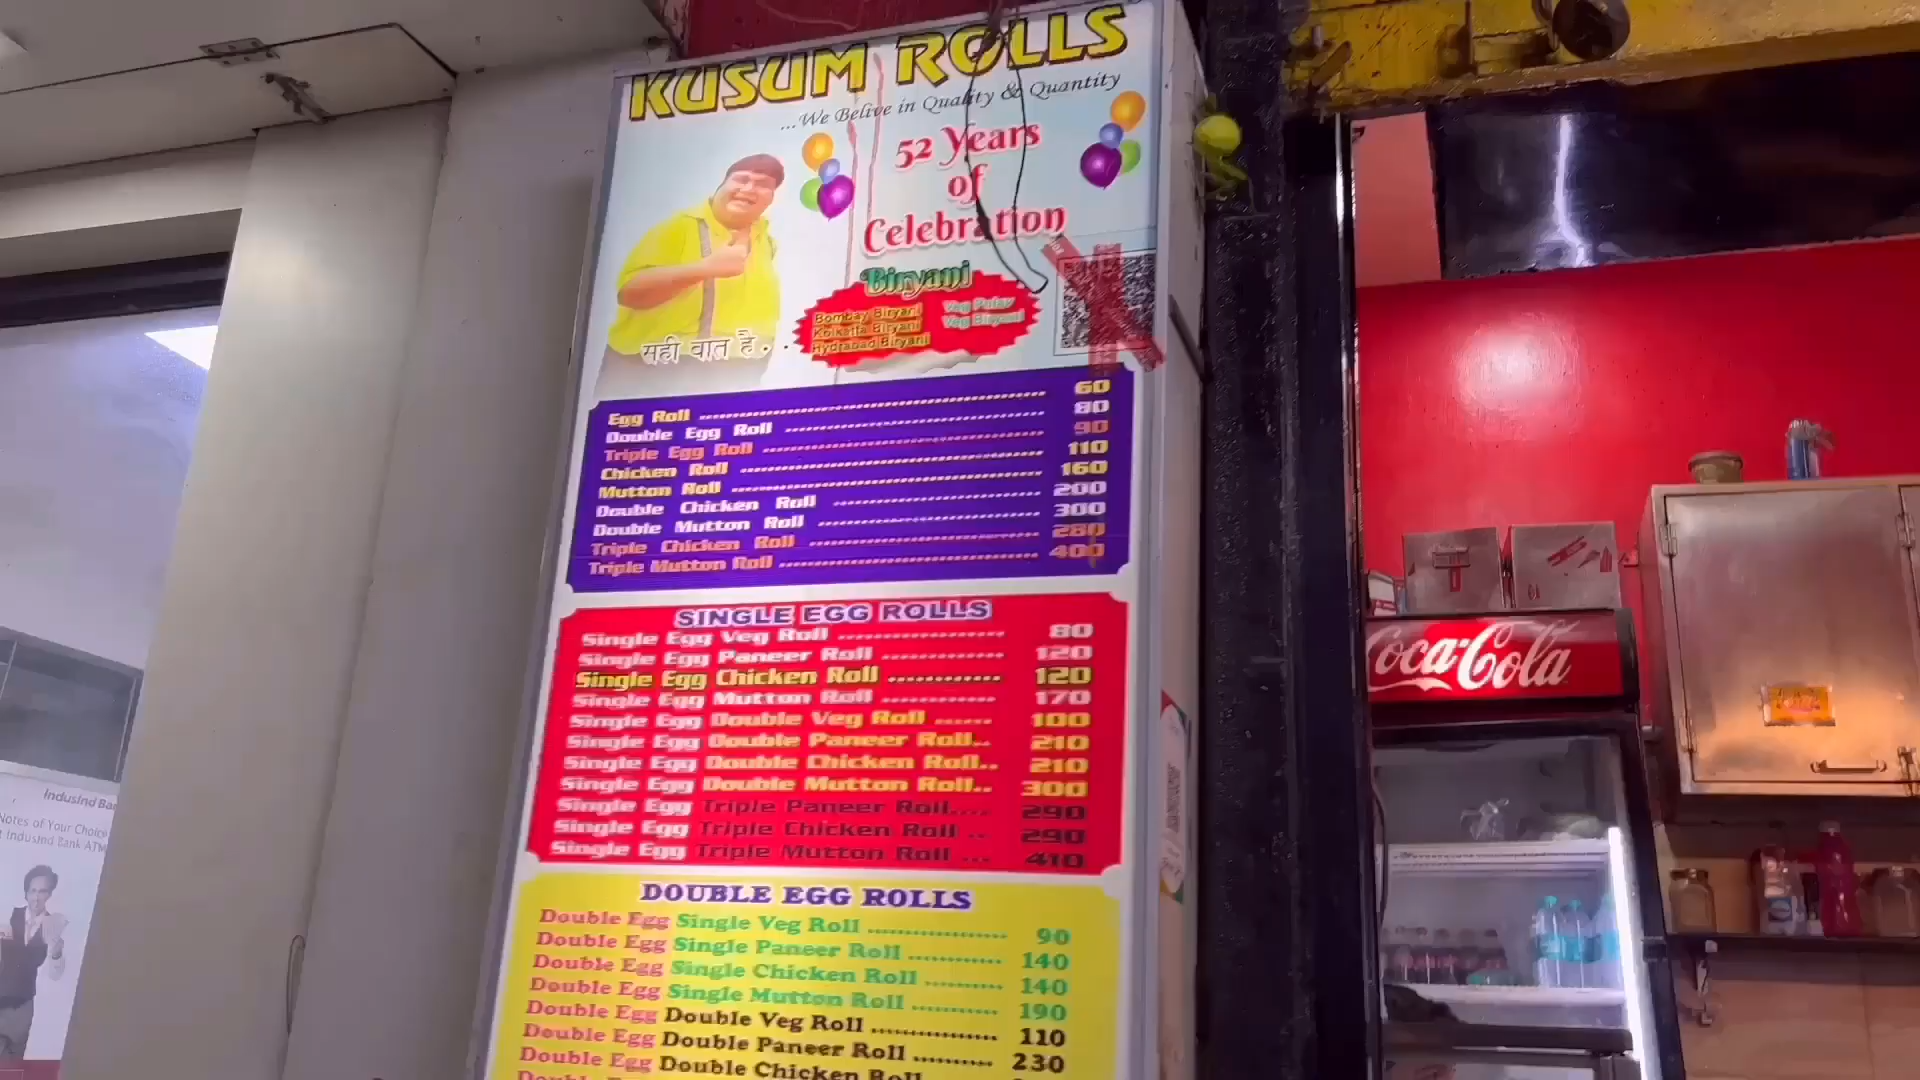 KUSUM ROLLS
...We Belive in Quality & Quantity
52 Years
of
Celebration
Biryani
Bombay Biryani
Kolkatta Biryani
Hydrabad Biryani
Veg Pulav
Veg Biryani
सही बात है. . .
Egg Roll 60
Double Egg Roll 80
Triple Egg Roll 90
Chicken Roll 110
Mutton Roll 160
Double Chicken Roll 200
Double Mutton Roll 300
Triple Chicken Roll 280
Triple Mutton Roll 400
SINGLE EGG ROLLS
Single Egg Veg Roll 80
Single Egg Paneer Roll 120
Single Egg Chicken Roll 120
Single Egg Mutton Roll 170
Single Egg Double Veg Roll 100
Single Egg Double Paneer Roll.. 210
Single Egg Double Chicken Roll.. 210
Single Egg Double Mutton Roll.. 300
Single Egg Triple Paneer Roll.... 290
Single Egg Triple Chicken Roll .. 290
Single Egg Triple Mutton Roll ... 410
DOUBLE EGG ROLLS
Double Egg Single Veg Roll 90
Double Egg Single Paneer Roll 140
Double Egg Single Chicken Roll 140
Double Egg Single Mutton Roll 190
Double Egg Double Veg Roll 110
Double Egg Double Paneer Roll 230
Double Egg Double Chicken Roll
Coca-Cola
IndusInd
Notes of Your Choice
IndusInd Bank ATM